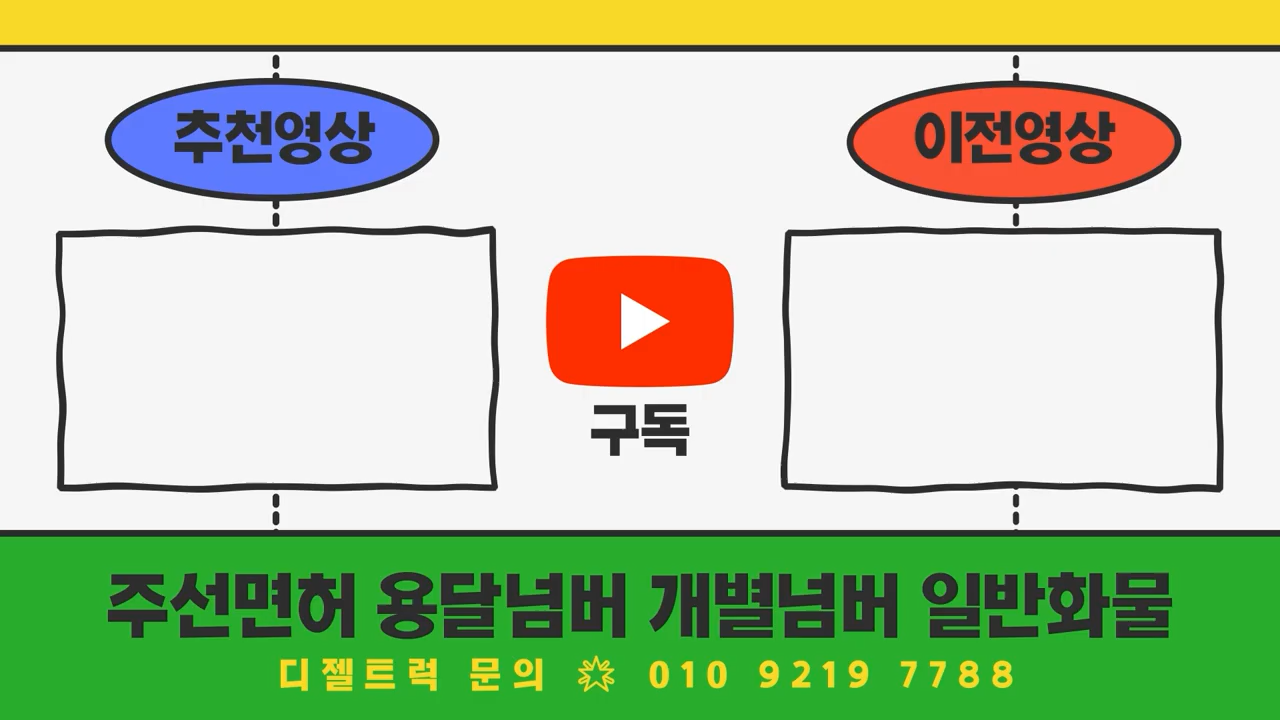 추천영상
이전영상
구독
주선면허 용달넘버 개별넘버 일반화물
디젤트럭 문의 010 9219 7788